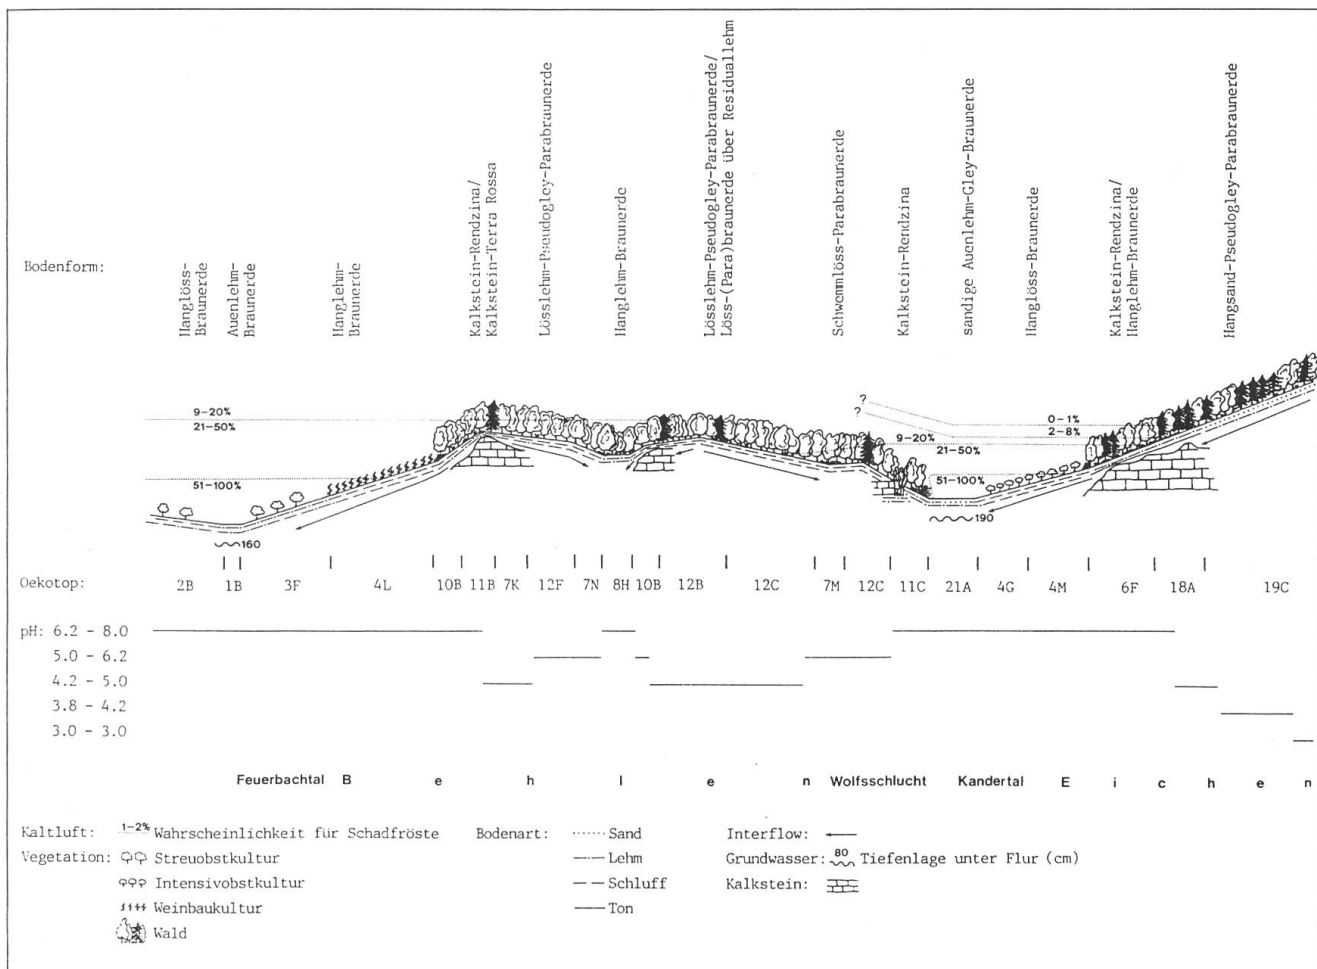 Bodenform:
Hanglöss-
Braunerde
Auenlehm-
Braunerde
Hanglehm-
Braunerde
Kalkstein-Rendzina/
Kalkstein-Terra Rossa
Lösslehm-Pseudogley-Parabraunerde
Hanglehm-Braunerde
Lösslehm-Pseudogley-Parabraunerde/
Löss-(Para)braunerde über Residuallehm
Schwemmlöss-Parabraunerde
Kalkstein-Rendzina
sandige Auenlehm-Gley-Braunerde
Hanglöss-Braunerde
Kalkstein-Rendzina/
Hanglehm-Braunerde
Hangsand-Pseudogley-Parabraunerde
9-20%
21-50%
51-100%
160
?
?
9-20%
21-50%
51-100%
0-1%
2-8%
190
Oekotop: 2B 1B 3F 4L 10B 11B 7K 12F 7N 8H 10B 12B 12C 7M 12C 11C 21A 4G 4M 6F 18A 19C
pH: 6.2 - 8.0
5.0 - 6.2
4.2 - 5.0
3.8 - 4.2
3.0 - 3.0
Feuerbachtal B e h l e n Wolfsschlucht Kandertal E i c h e n
Kaltluft: 1-2% Wahrscheinlichkeit für Schadfröste Bodenart: Sand Interflow:
Vegetation: Streuobstkultur Lehm Grundwasser: 80 Tiefenlage unter Flur (cm)
Intensivobstkultur Schluff Kalkstein:
Weinbaukultur Ton
Wald